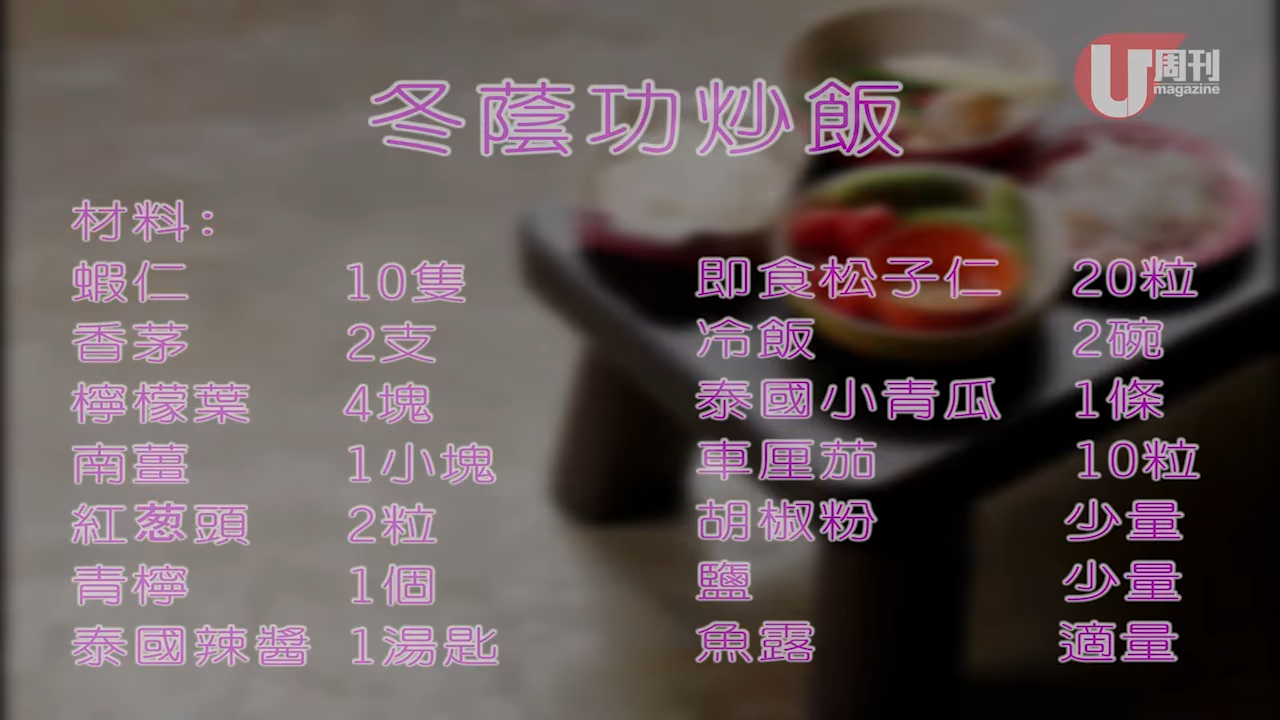 U周刊
magazine
冬蔭功炒飯
材料:
蝦仁 10隻
香茅 2支
檸檬葉 4塊
南薑 1小塊
紅葱頭 2粒
青檸 1個
泰國辣醬 1湯匙
即食松子仁 20粒
冷飯 2碗
泰國小青瓜 1條
車厘茄 10粒
胡椒粉 少量
鹽 少量
魚露 適量